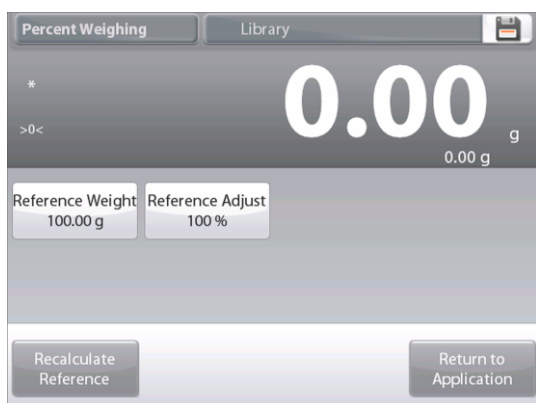 Percent Weighing
Library
*
0.00 g
>0<
0.00 g
Reference Weight
100.00 g
Reference Adjust
100 %
Recalculate
Reference
Return to
Application